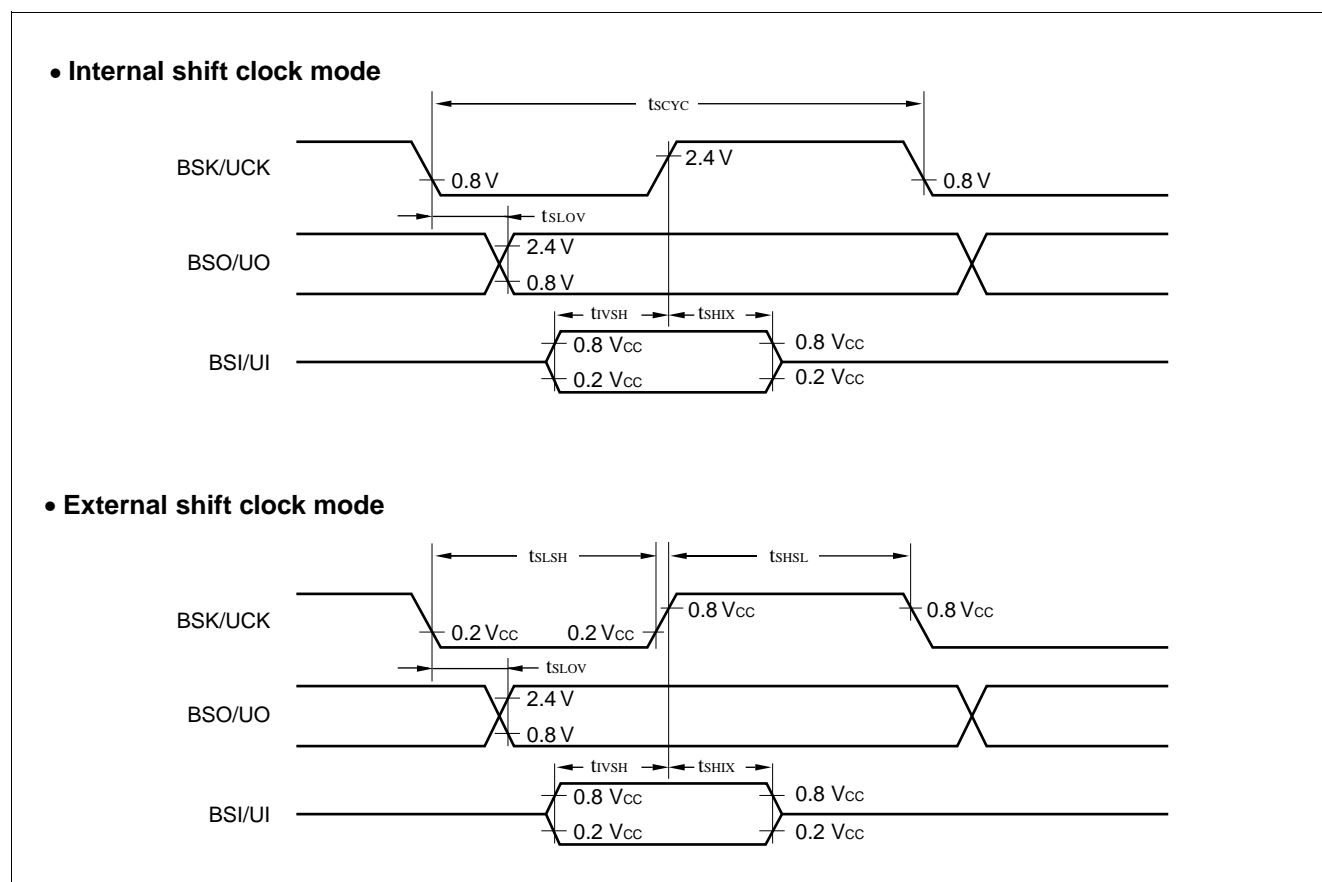 • Internal shift clock mode
tSCYC
BSK/UCK
0.8 V
2.4 V
0.8 V
tSLOV
BSO/UO
2.4 V
0.8 V
tIVSH
tSHIX
BSI/UI
0.8 VCC
0.8 VCC
0.2 VCC
0.2 VCC
• External shift clock mode
tSLSH
tSHSL
BSK/UCK
0.2 VCC
0.2 VCC
0.8 VCC
0.8 VCC
tSLOV
BSO/UO
2.4 V
0.8 V
tIVSH
tSHIX
BSI/UI
0.8 VCC
0.8 VCC
0.2 VCC
0.2 VCC